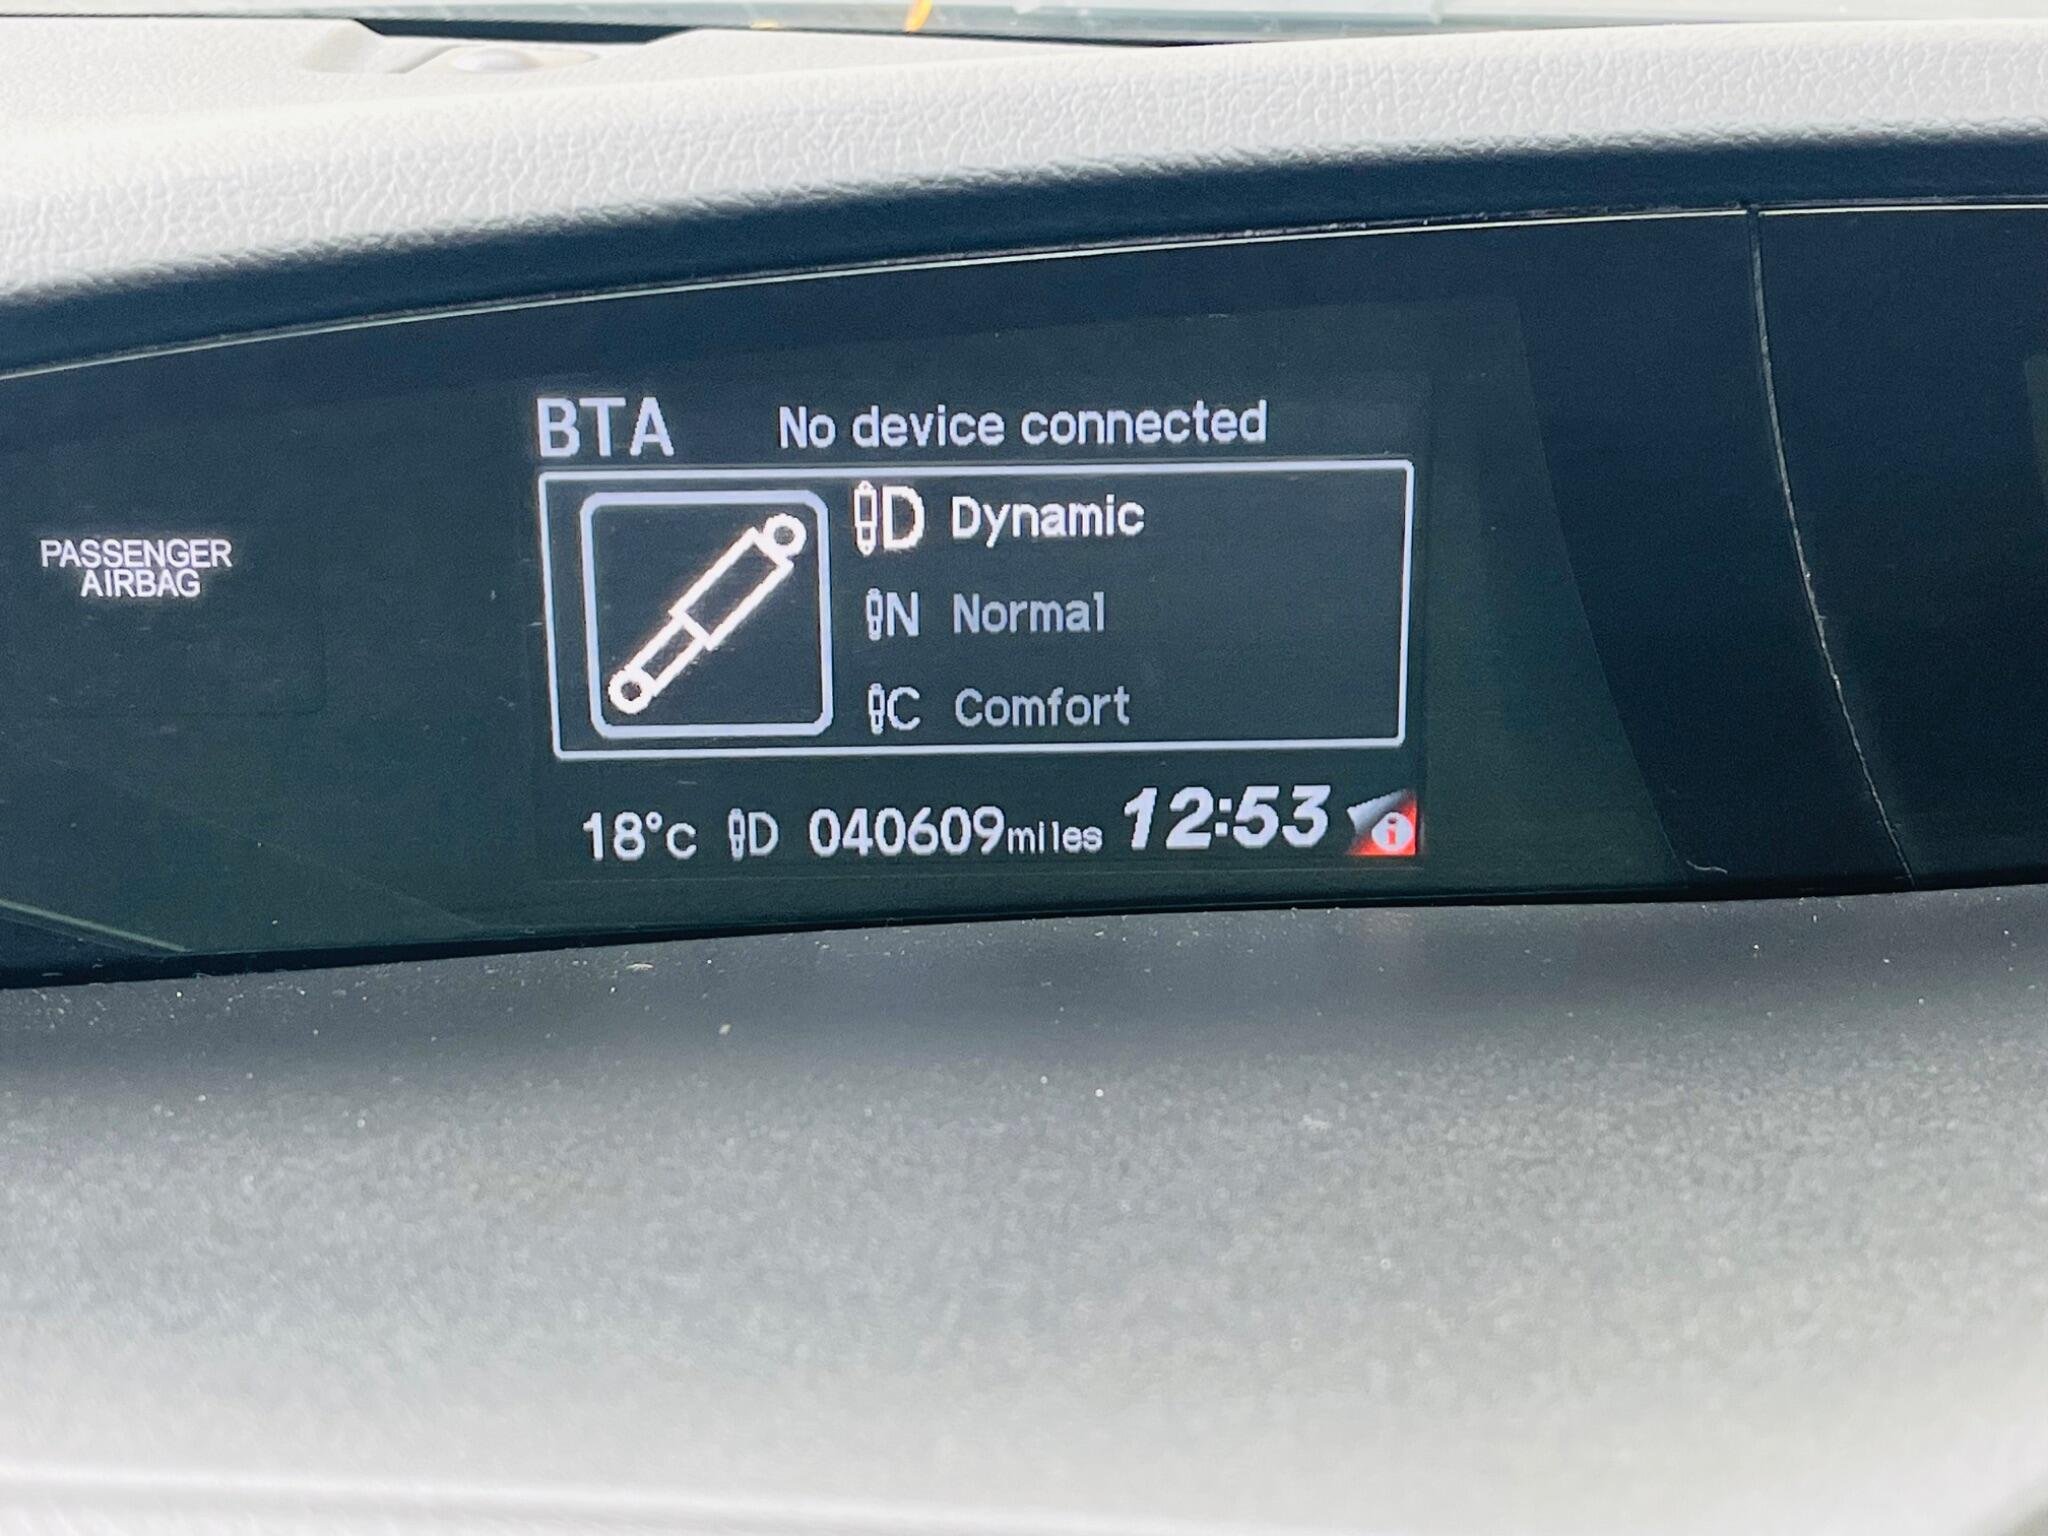 BTA No device connected
PASSENGER
AIRBAG
D Dynamic
N Normal
C Comfort
18°c D 040609miles 12:53 i